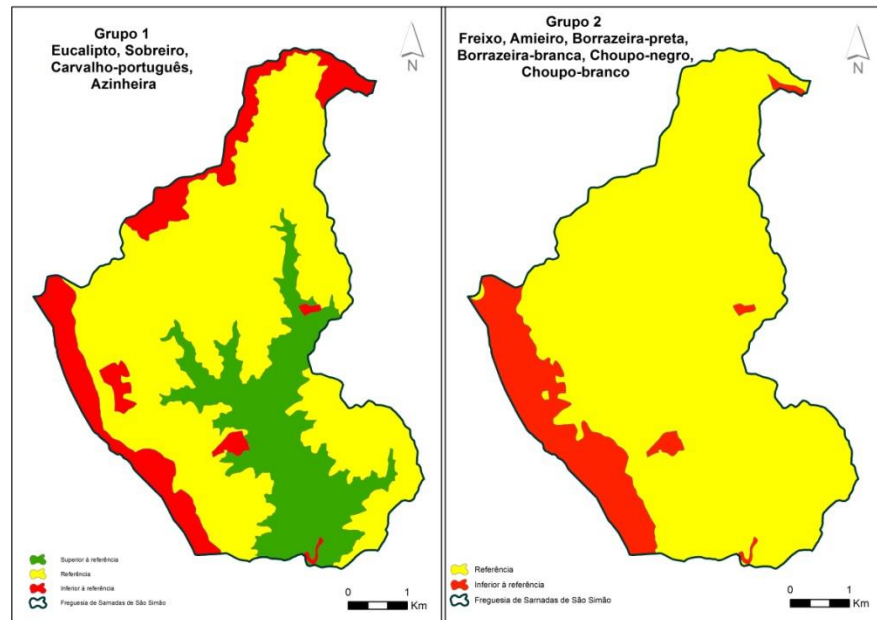 Grupo 1
Eucalipto, Sobreiro,
Carvalho-português,
Azinheira
N
Superior à referência
Referência
Inferior à referência
Freguesia de Sarnadas de São Simão
0 1
Km
Grupo 2
Freixo, Amieiro, Borrazeira-preta,
Borrazeira-branca, Choupo-negro,
Choupo-branco
N
Referência
Inferior à referência
Freguesia de Sarnadas de São Simão
0 1
Km